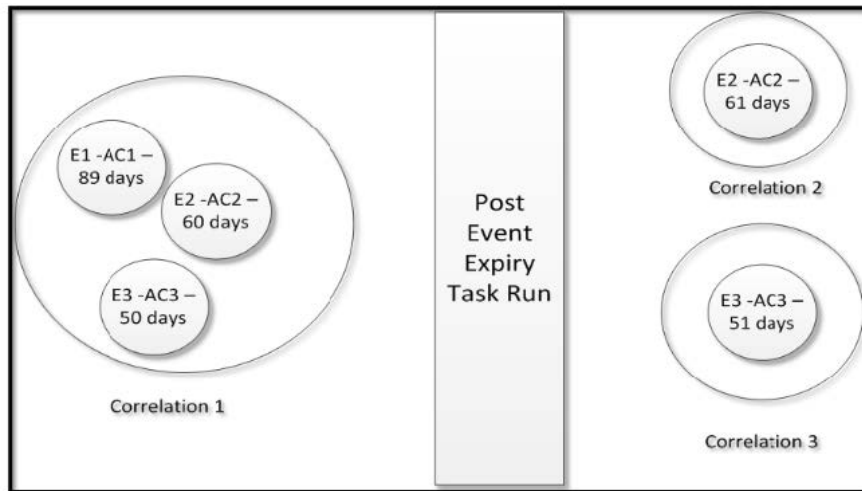 E1 -AC1 –
89 days
E2 -AC2 –
60 days
E3 -AC3 –
50 days
Correlation 1
Post
Event
Expiry
Task Run
E2 -AC2 –
61 days
Correlation 2
E3 -AC3 –
51 days
Correlation 3